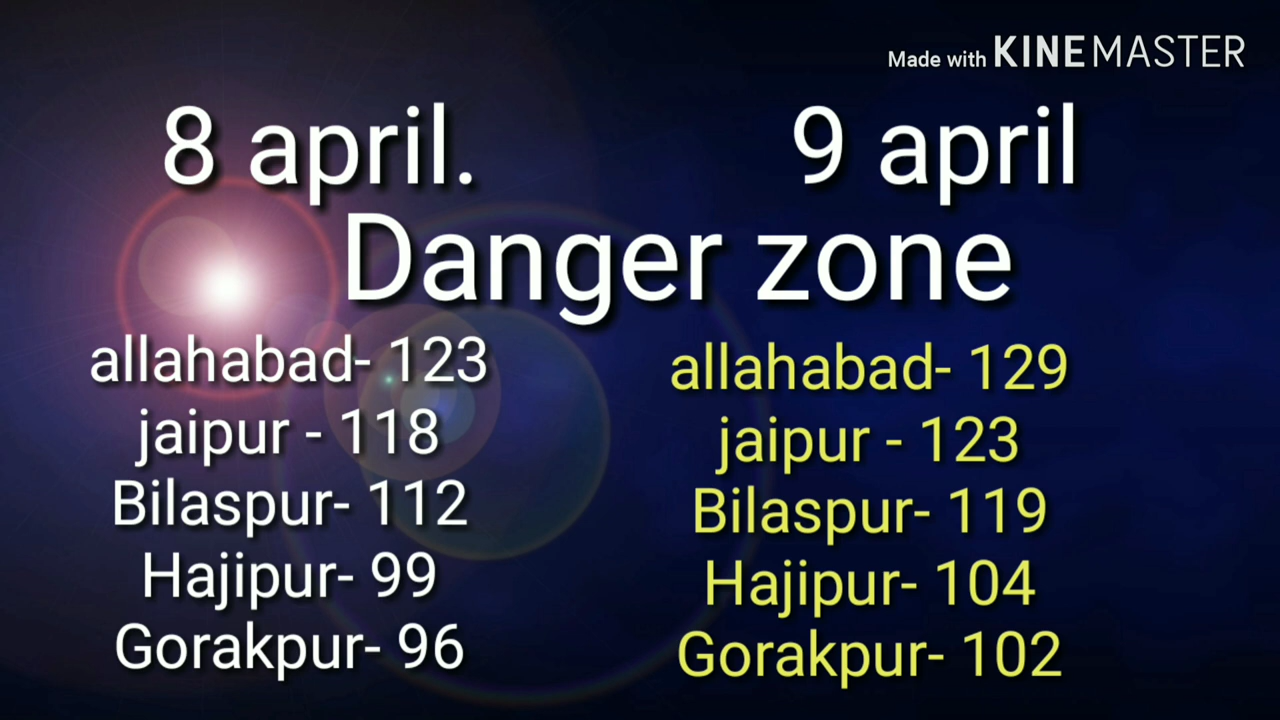 Made with KINEMASTER
8 april. 9 april
Danger zone
allahabad- 123
jaipur - 118
Bilaspur- 112
Hajipur- 99
Gorakpur- 96
allahabad- 129
jaipur - 123
Bilaspur- 119
Hajipur- 104
Gorakpur- 102